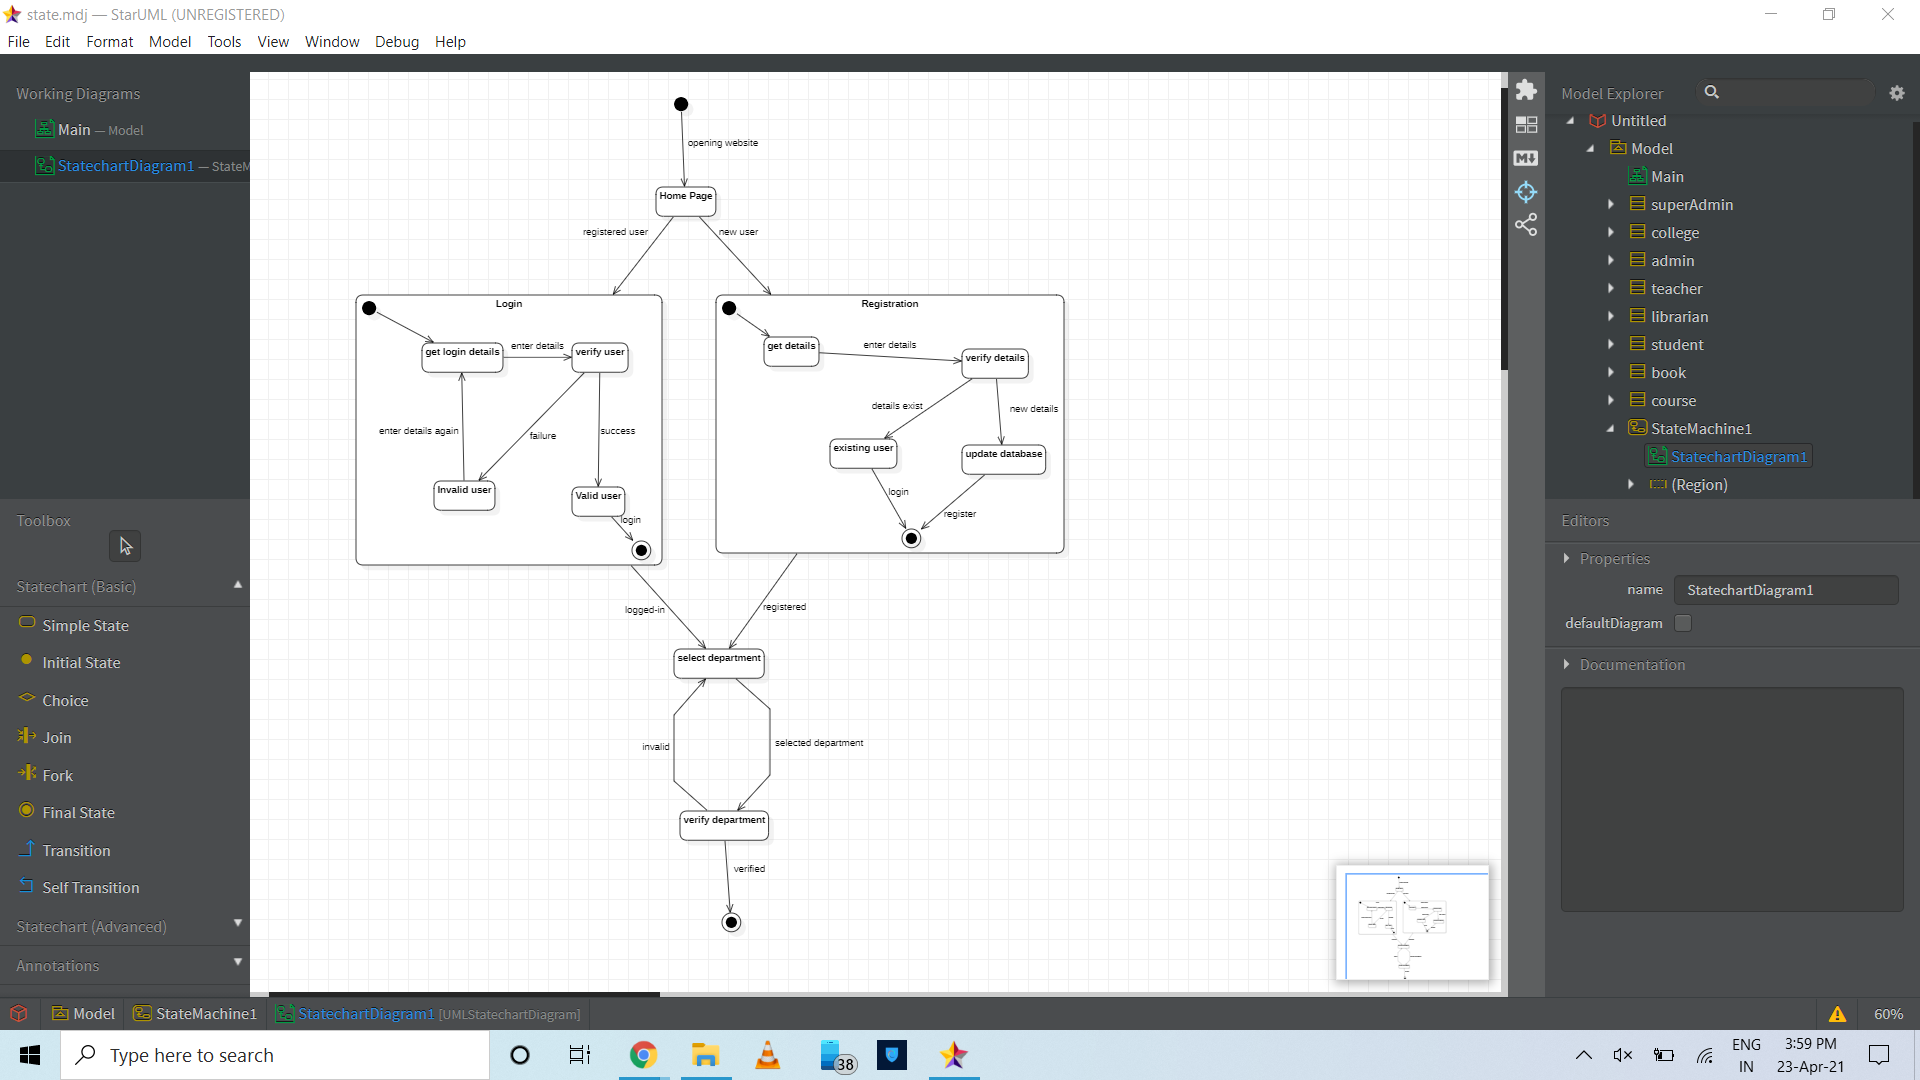 state.mdj — StarUML (UNREGISTERED)
File Edit Format Model Tools View Window Debug Help
Working Diagrams
Main — Model
StatechartDiagram1 — StateM
Toolbox
Statechart (Basic)
Simple State
Initial State
Choice
Join
Fork
Final State
Transition
Self Transition
Statechart (Advanced)
Annotations
opening website
Home Page
registered user
new user
Login
get login details
enter details
verify user
enter details again
failure
success
Invalid user
Valid user
login
Registration
get details
enter details
verify details
details exist
new details
existing user
update database
login
register
logged-in
registered
select department
invalid
selected department
verify department
verified
Model Explorer
Untitled
Model
Main
superAdmin
college
admin
teacher
librarian
student
book
course
StateMachine1
StatechartDiagram1
(Region)
Editors
Properties
name StatechartDiagram1
defaultDiagram
Documentation
Model StateMachine1 StatechartDiagram1 [UMLStatechartDiagram]
60%
Type here to search
38
ENG
IN
3:59 PM
23-Apr-21